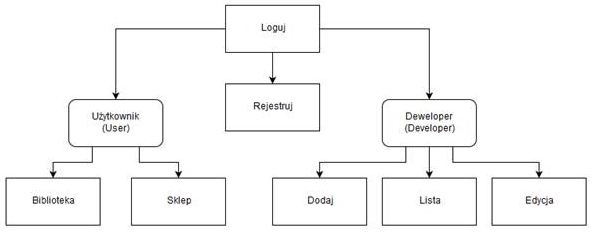 Loguj
Rejestruj
Użytkownik
(User)
Deweloper
(Developer)
Biblioteka
Sklep
Dodaj
Lista
Edycja